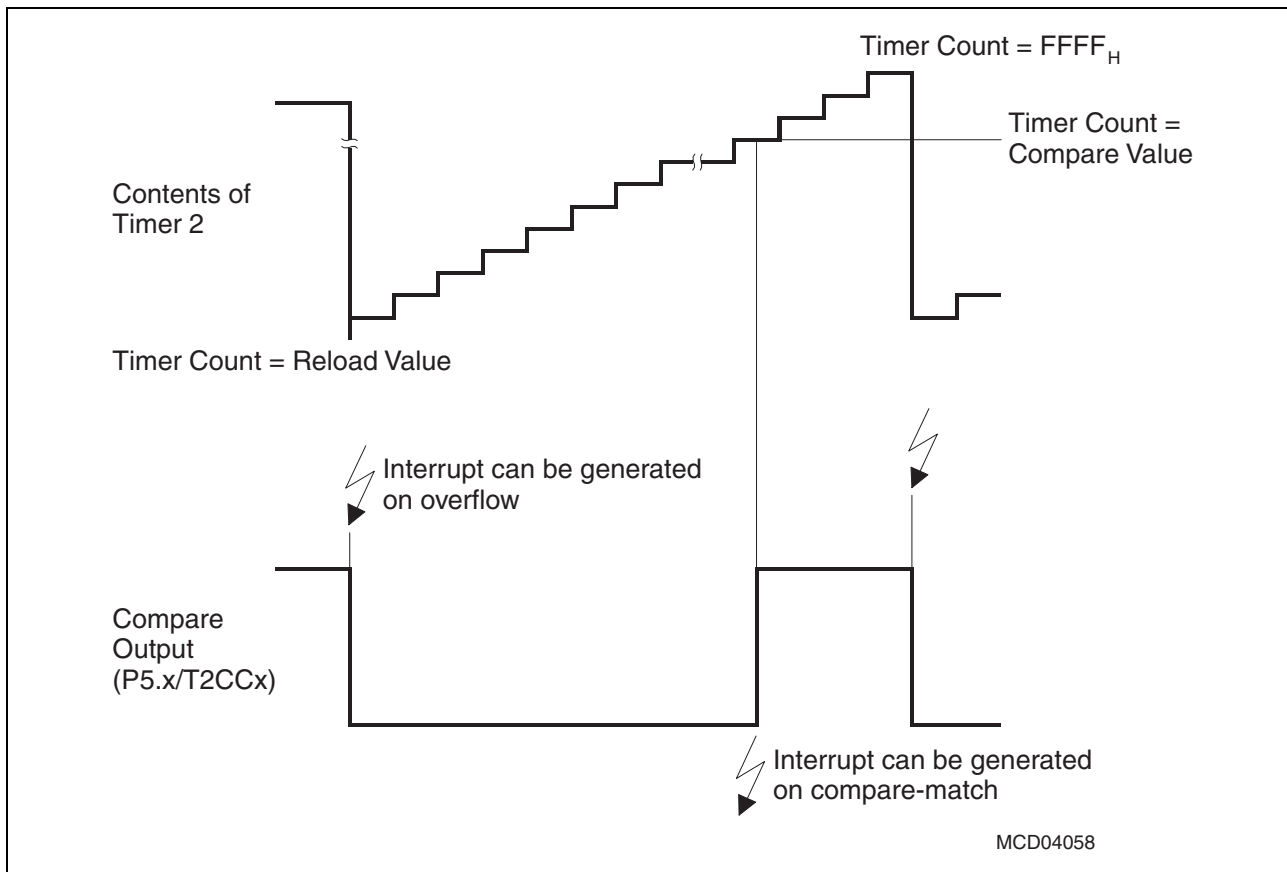 Timer Count = FFFF_H
Timer Count =
Compare Value
Contents of
Timer 2
Timer Count = Reload Value
Interrupt can be generated
on overflow
Compare
Output
(P5.x/T2CCx)
Interrupt can be generated
on compare-match
MCD04058